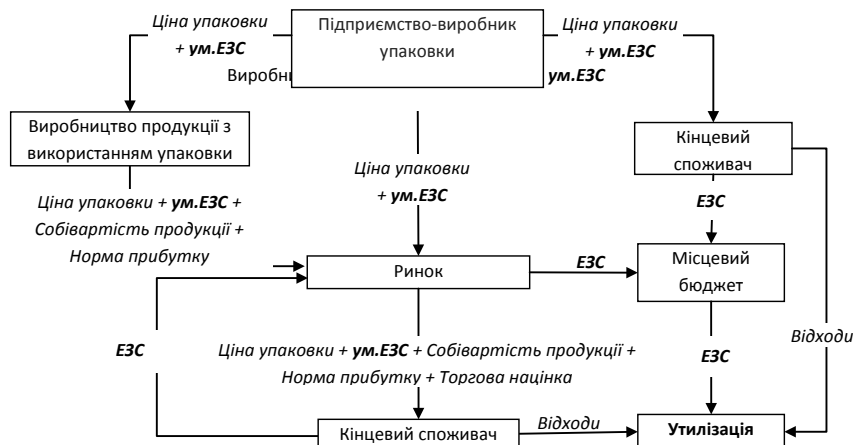 Ціна упаковки
+ ум.ЕЗС
Підприємство-виробник
упаковки
Ціна упаковки
+ ум.ЕЗС
Виробни
ум.ЕЗС
Виробництво продукції з
використанням упаковки
Кінцевий
споживач
Ціна упаковки
+ ум.ЕЗС
Ціна упаковки + ум.ЕЗС +
Собівартість продукції +
Норма прибутку
ЕЗС
Ринок
ЕЗС
Місцевий
бюджет
Відходи
ЕЗС
Ціна упаковки + ум.ЕЗС + Собівартість продукції +
Норма прибутку + Торгова націнка
ЕЗС
Кінцевий споживач
Відходи
Утилізація